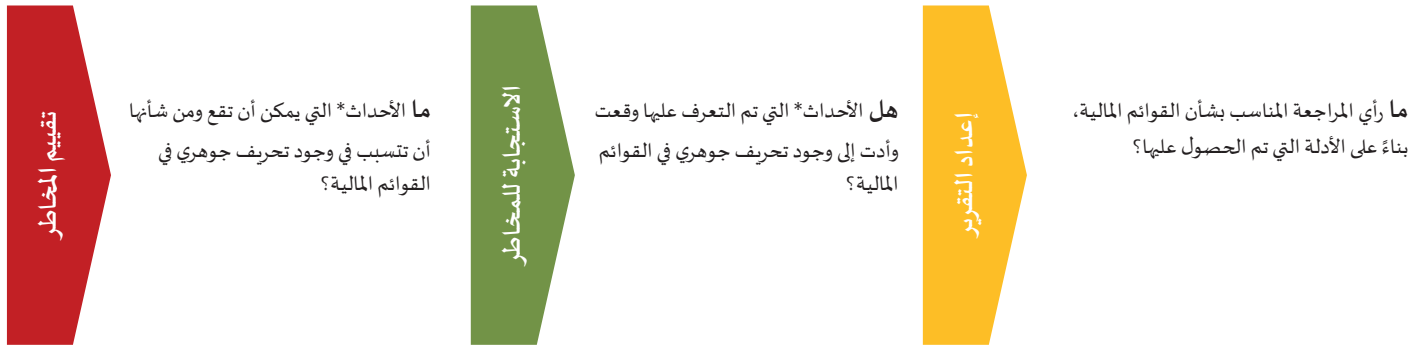 تقييم المخاطر
ما الأحداث* التي يمكن أن تقع ومن شأنها
أن تتسبب في وجود تحريف جوهري في
القوائم المالية؟
الاستجابة للمخاطر
هل الأحداث* التي تم التعرف عليها وقعت
وأدت إلى وجود تحريف جوهري في القوائم
المالية؟
إعداد التقرير
ما رأي المراجعة المناسب بشأن القوائم المالية،
بناءً على الأدلة التي تم الحصول عليها؟